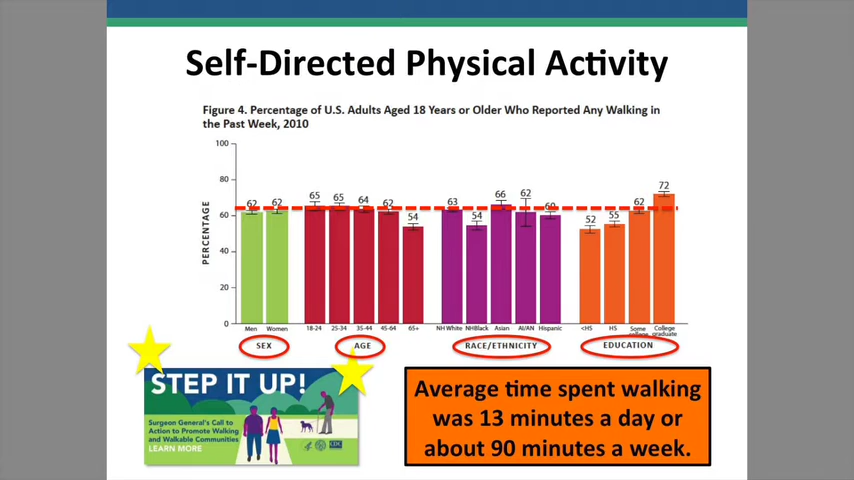 Self-Directed Physical Activity
Figure 4. Percentage of U.S. Adults Aged 18 Years or Older Who Reported Any Walking in
the Past Week, 2010
PERCENTAGE
100
80
60
40
20
0
62 62 65 65 64 62 54 63 54 66 62 60 52 55 62 72
Men Women 18-24 25-34 35-44 45-64 65+ NH White NHBlack Asian AI/AN Hispanic <HS HS Some college College graduate
SEX AGE RACE/ETHNICITY EDUCATION
STEP IT UP!
Surgeon General's Call to
Action to Promote Walking
and Walkable Communities
LEARN MORE
CDC
Average time spent walking
was 13 minutes a day or
about 90 minutes a week.